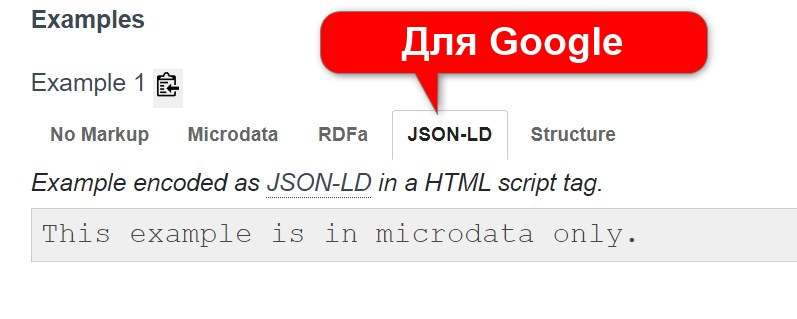 Examples
Для Google
Example 1
No Markup Microdata RDFa JSON-LD Structure
Example encoded as JSON-LD in a HTML script tag.
This example is in microdata only.